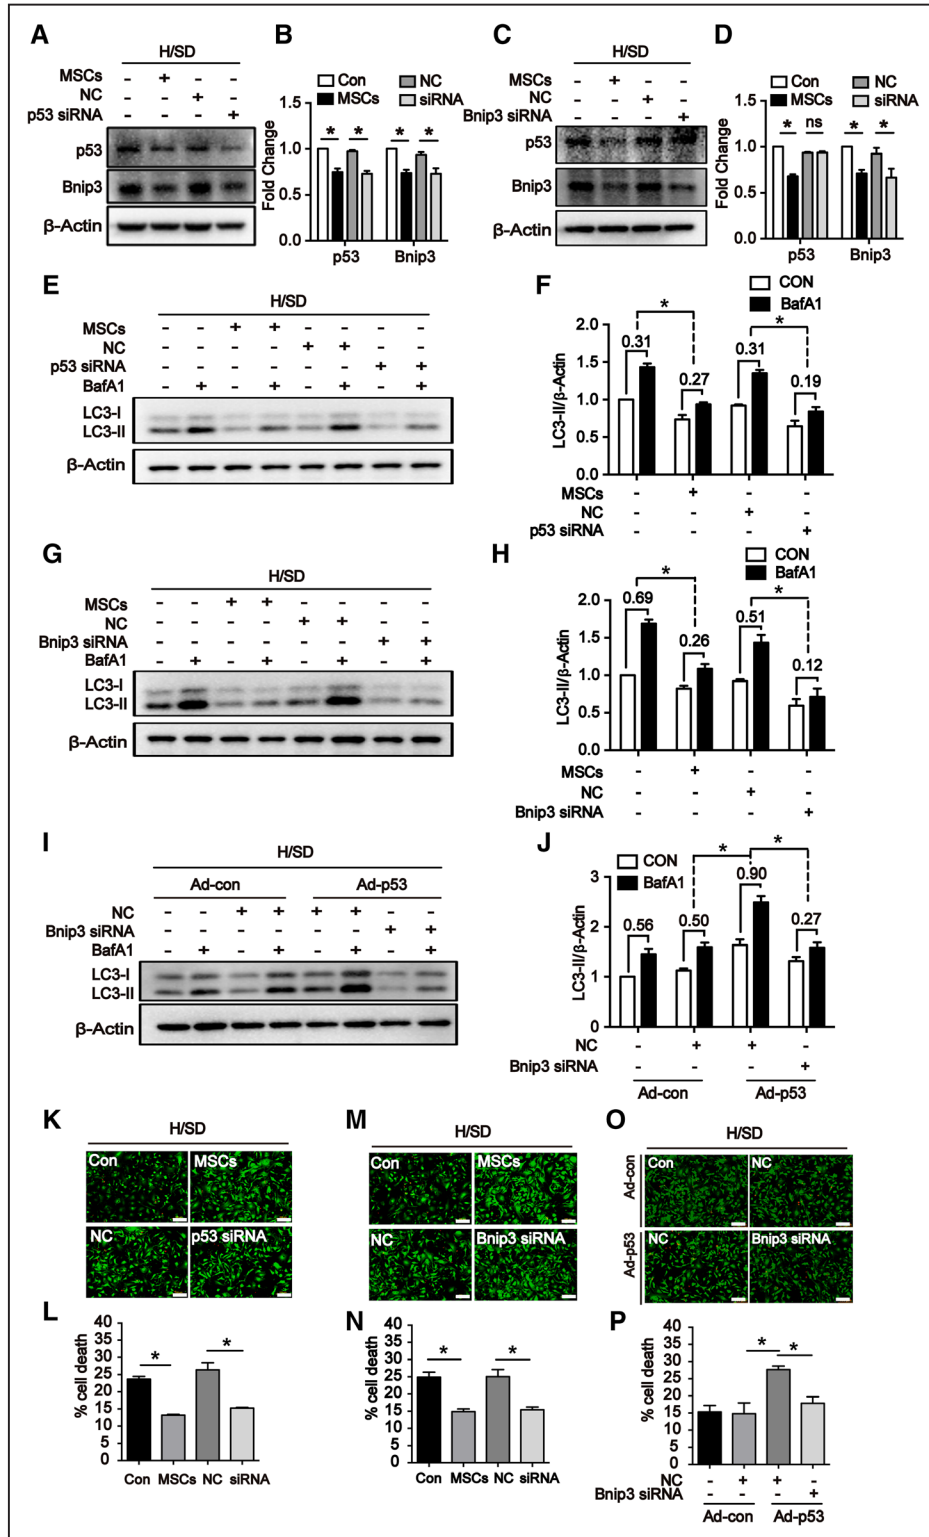 A
H/SD
MSCs - + - -
NC - - + -
p53 siRNA - - - +
p53
Bnip3
β-Actin
B
Con NC
MSCs siRNA
Fold Change
1.5
1.0
0.5
0.0
* * * *
p53 Bnip3
C
H/SD
MSCs - + - -
NC - - + -
Bnip3 siRNA - - - +
p53
Bnip3
β-Actin
D
Con NC
MSCs siRNA
Fold Change
1.5
1.0
0.5
0.0
* ns * *
p53 Bnip3
E
H/SD
MSCs - - + + - - - -
NC - - - - + + - -
p53 siRNA - - - - - - + +
BafA1 - + - + - + - +
LC3-I
LC3-II
β-Actin
F
CON
BafA1
LC3-II/β-Actin
2.0
1.5
1.0
0.5
0.0
* *
0.31 0.27 0.31 0.19
MSCs - + - -
NC - - + -
p53 siRNA - - - +
G
H/SD
MSCs - - + + - - - -
NC - - - - + + - -
Bnip3 siRNA - - - - - - + +
BafA1 - + - + - + - +
LC3-I
LC3-II
β-Actin
H
CON
BafA1
LC3-II/β-Actin
2.0
1.5
1.0
0.5
0.0
* *
0.69 0.26 0.51 0.12
MSCs - + - -
NC - - + -
Bnip3 siRNA - - - +
I
H/SD
Ad-con Ad-p53
NC - - + + + + - -
Bnip3 siRNA - - - - - - + +
BafA1 - + - + - + - +
LC3-I
LC3-II
β-Actin
J
CON
BafA1
LC3-II/β-Actin
3
2
1
0
* *
0.56 0.50 0.90 0.27
NC - + + -
Bnip3 siRNA - - - +
Ad-con Ad-p53
K
H/SD
Con MSCs
NC p53 siRNA
L
% cell death
40
35
30
25
20
15
10
5
0
* *
Con MSCs NC siRNA
M
H/SD
Con MSCs
NC Bnip3 siRNA
N
% cell death
40
35
30
25
20
15
10
5
0
* *
Con MSCs NC siRNA
O
H/SD
Ad-con
Con NC
Ad-p53
NC Bnip3 siRNA
P
% cell death
40
35
30
25
20
15
10
5
0
* *
NC - + + -
Bnip3 siRNA - - - +
Ad-con Ad-p53